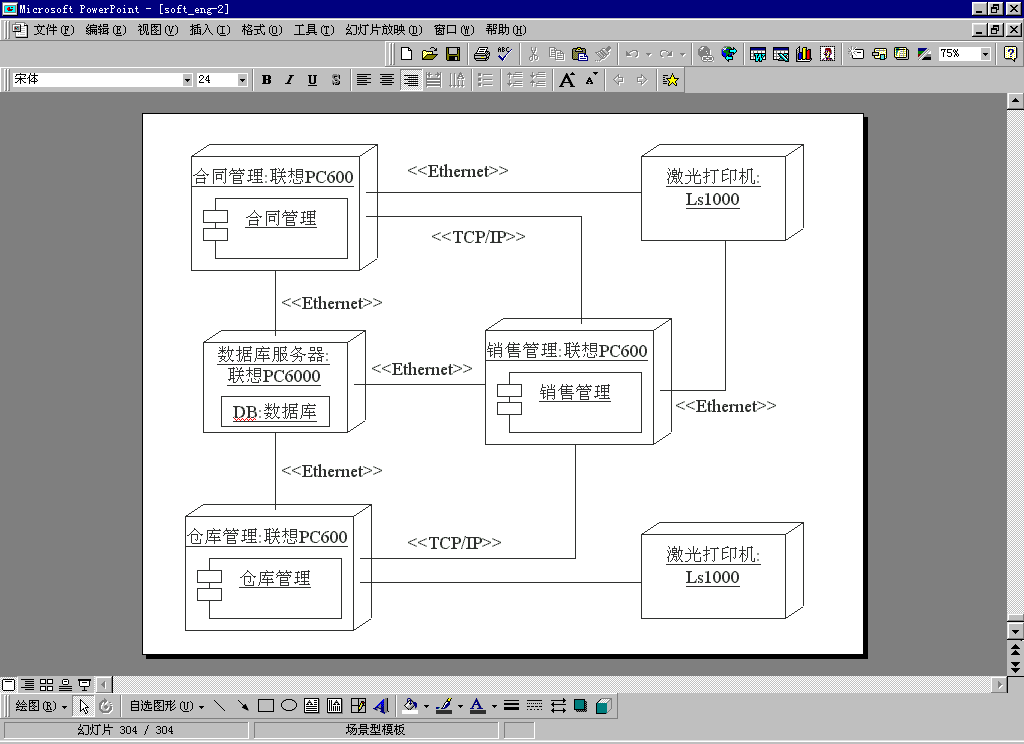 Microsoft PowerPoint - [soft_eng-2]
文件(F) 编辑(E) 视图(V) 插入(I) 格式(O) 工具(T) 幻灯片放映(D) 窗口(W) 帮助(H)
75%
宋体 24 B I U S
合同管理:联想PC600
合同管理
<<Ethernet>>
激光打印机:
Ls1000
<<TCP/IP>>
<<Ethernet>>
数据库服务器:
联想PC6000
DB:数据库
<<Ethernet>>
销售管理:联想PC600
销售管理
<<Ethernet>>
<<Ethernet>>
仓库管理:联想PC600
仓库管理
<<TCP/IP>>
激光打印机:
Ls1000
绘图(R) 自选图形(U)
幻灯片 304 / 304 场景型模板